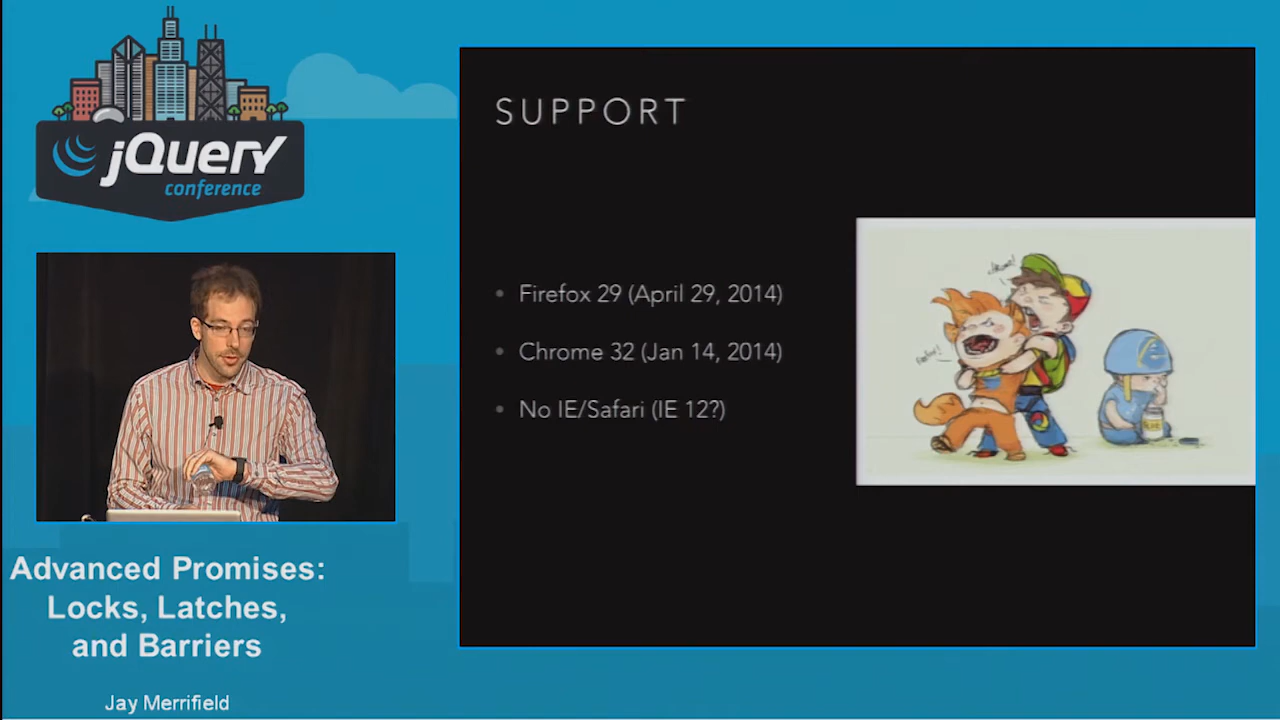 jQuery
conference
SUPPORT
• Firefox 29 (April 29, 2014)
• Chrome 32 (Jan 14, 2014)
• No IE/Safari (IE 12?)
Advanced Promises:
Locks, Latches,
and Barriers
Jay Merrifield